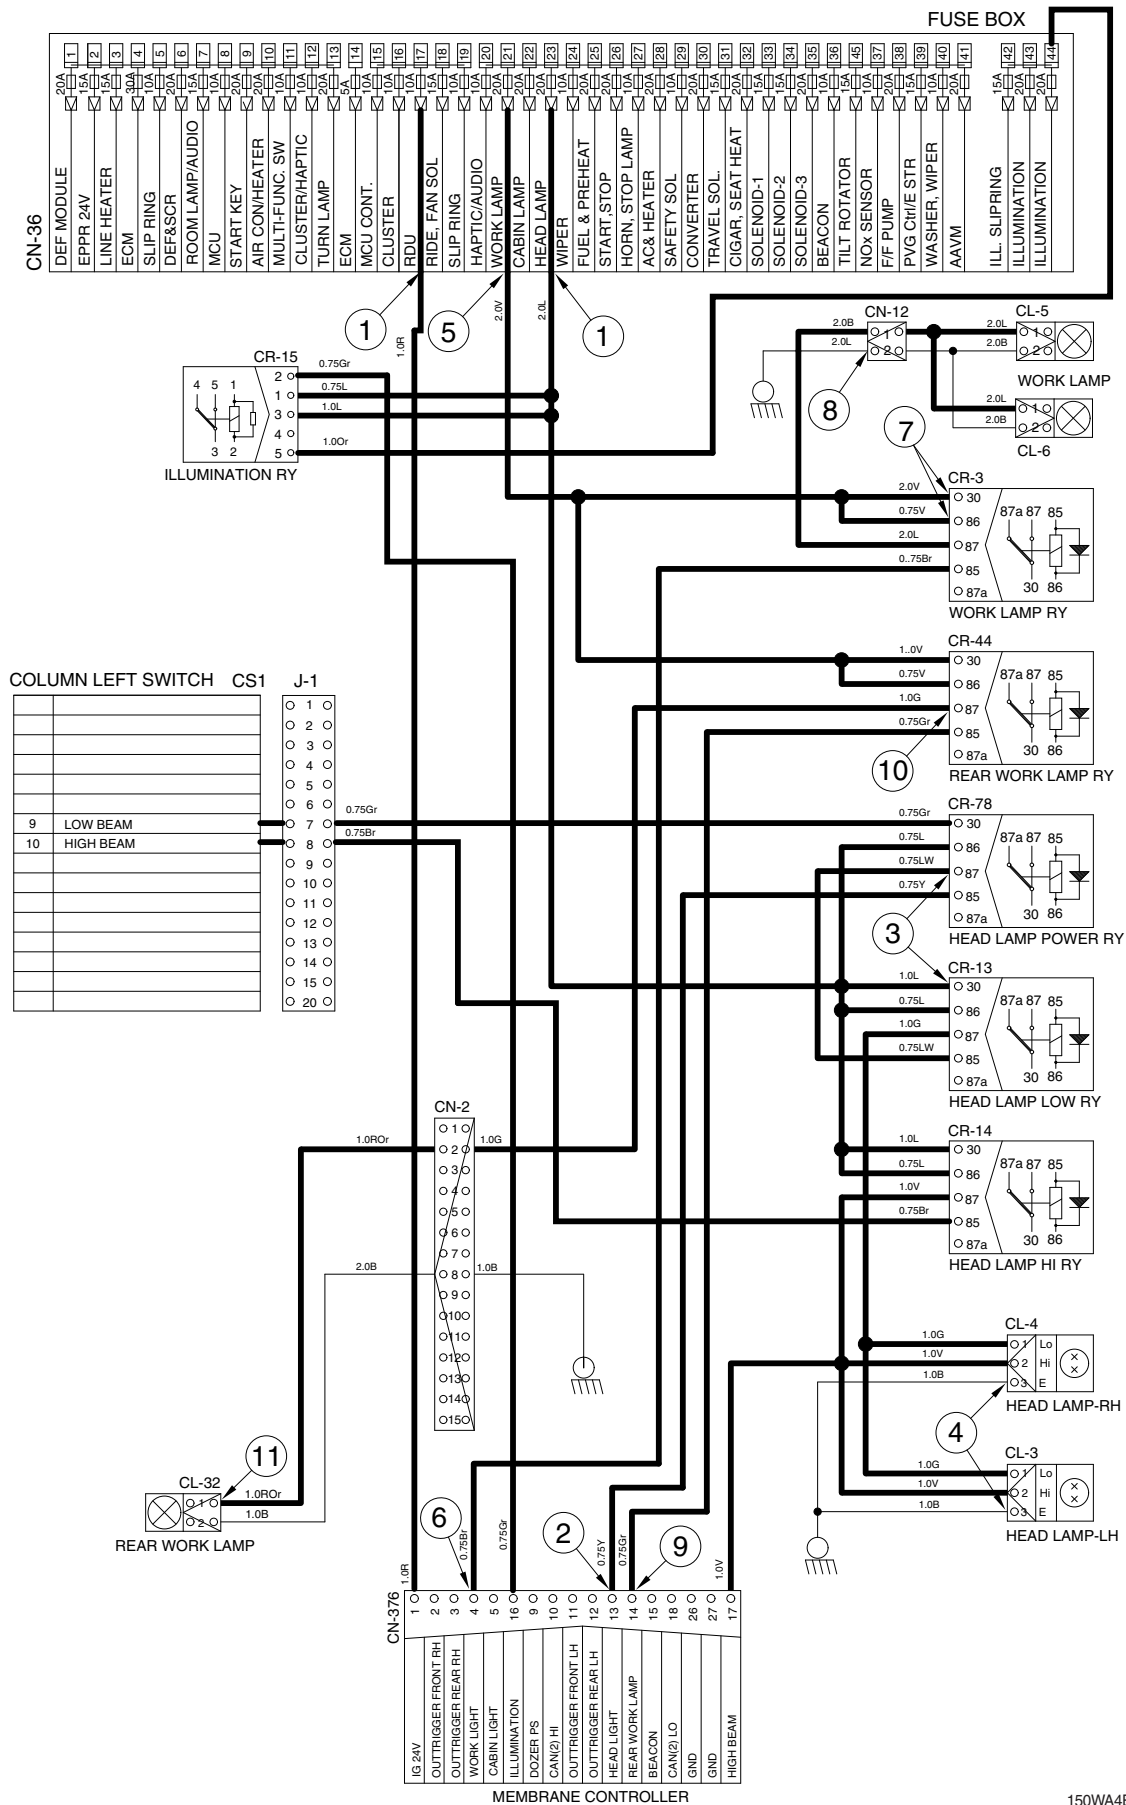 FUSE BOX
CN-36
1 2 3 4 5 6 7 8 9 10 11 12 13 14 15 16 17 18 19 20 21 22 23 24 25 26 27 28 29 30 31 32 33 34 35 36 45 37 38 39 40 41 42 43 44
20A 15A 15A 30A 10A 20A 15A 10A 5A 20A 10A 10A 20A 5A 10A 10A 10A 15A 10A 10A 20A 20A 20A 10A 20A 10A 10A 20A 10A 20A 15A 20A 20A 20A 20A 10A 15A 10A 20A 15A 10A 20A 15A 20A 20A
DEF MODULE
EPPR 24V
LINE HEATER
ECM
SLIP RING
DEF&SCR
ROOM LAMP/AUDIO
MCU
START KEY
AIR CON/HEATER
MULTI-FUNC. SW
CLUSTER/HAPTIC
TURN LAMP
ECM
MCU CONT.
CLUSTER
RDU
RIDE, FAN SOL
SLIP RING
HAPTIC/AUDIO
WORK LAMP
CABIN LAMP
HEAD LAMP
WIPER
FUEL & PREHEAT
START,STOP
HORN, STOP LAMP
AC& HEATER
SAFETY SOL
CONVERTER
TRAVEL SOL.
CIGAR, SEAT HEAT
SOLENOID-1
SOLENOID-2
SOLENOID-3
BEACON
TILT ROTATOR
NOx SENSOR
F/F PUMP
PVG Ctrl/E STR
WASHER, WIPER
AAVM
ILL. SLIPRING
ILLUMINATION
ILLUMINATION
1 5 1
1.0R 2.0V 2.0L
CN-12 CL-5
2.0B 1 2.0L 1
2.0L 2 2.0B 2
WORK LAMP
8
2.0L 1
2.0B 2
CL-6
CR-15
0.75Gr 2
0.75L 1
1.0L 3
4
1.0Or 5
4 5 1
3 2
ILLUMINATION RY
7
CR-3
2.0V 30
0.75V 86
2.0L 87
0..75Br 85
87a
87a 87 85
30 86
WORK LAMP RY
CR-44
1..0V 30
0.75V 86
1.0G 87
0.75Gr 85
87a
87a 87 85
30 86
10
REAR WORK LAMP RY
COLUMN LEFT SWITCH CS1 J-1
1
2
3
4
5
6
9 LOW BEAM 7 0.75Gr
10 HIGH BEAM 8 0.75Br
9
10
11
12
13
14
15
20
CR-78
0.75Gr 30
0.75L 86
0.75LW 87
0.75Y 85
87a
87a 87 85
30 86
3
HEAD LAMP POWER RY
CR-13
1.0L 30
0.75L 86
1.0G 87
0.75LW 85
87a
87a 87 85
30 86
HEAD LAMP LOW RY
CR-14
1.0L 30
0.75L 86
1.0V 87
0.75Br 85
87a
87a 87 85
30 86
HEAD LAMP HI RY
CN-2
1
1.0ROr 2 1.0G
3
4
5
6
7
2.0B 8 1.0B
9
10
11
12
13
14
15
CL-4
1.0G 1 Lo
1.0V 2 Hi
1.0B 3 E
HEAD LAMP-RH
4
CL-3
1.0G 1 Lo
1.0V 2 Hi
1.0B 3 E
HEAD LAMP-LH
11
CL-32
1 1.0ROr
2 1.0B
REAR WORK LAMP
6 2 9
1.0R 0.75Br 0.75Gr 0.75Y 0.75Gr 1.0V
CN-376
1 2 3 4 5 16 9 10 11 12 13 14 15 18 26 27 17
IG 24V
OUTTRIGGER FRONT RH
OUTTRIGGER REAR RH
WORK LIGHT
CABIN LIGHT
ILLUMINATION
DOZER PS
CAN(2) HI
OUTTRIGGER FRONT LH
OUTTRIGGER REAR LH
HEAD LIGHT
REAR WORK LAMP
BEACON
CAN(2) LO
GND
GND
HIGH BEAM
MEMBRANE CONTROLLER